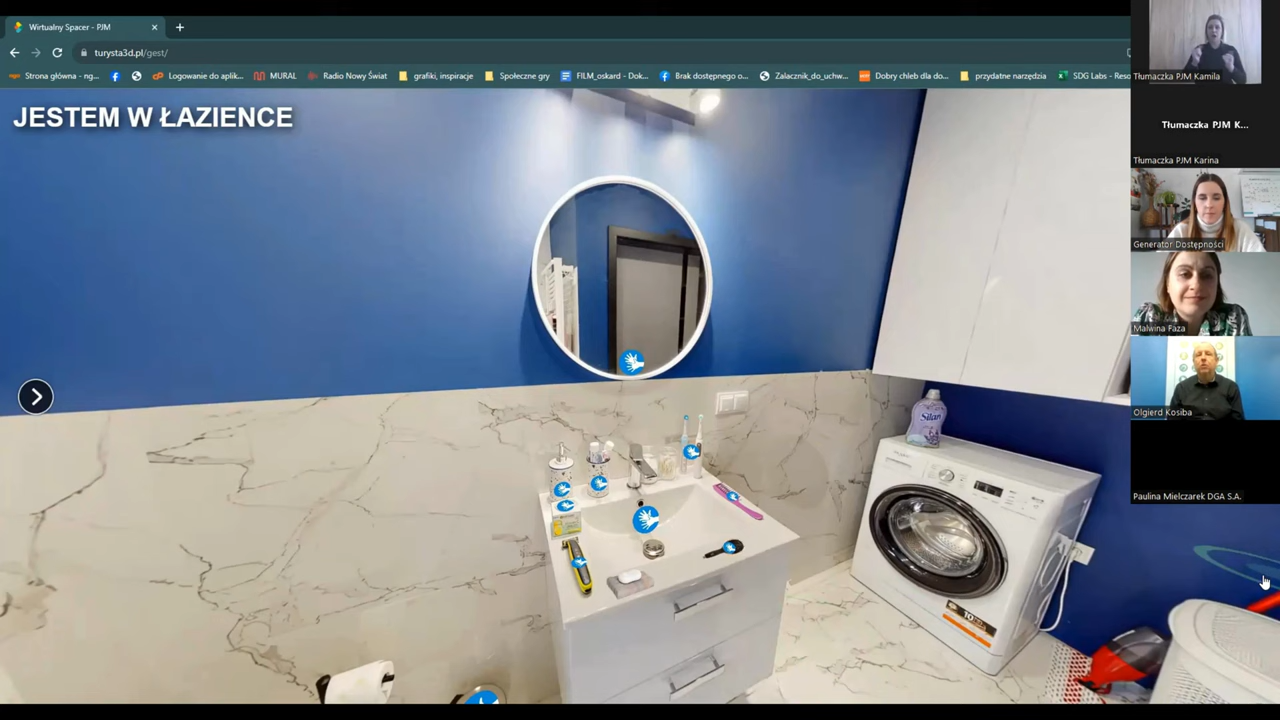 Wirtualny Spacer - PJM
turysta3d.pl/gest/
Strona główna - ng...
Logowanie do aplik...
MURAL
Radio Nowy Świat
grafiki, inspiracje
Społeczne gry
FILM_oskard - Dok...
Brak dostępnego o...
Zalacznik_do_uchw...
Dobry chleb dla do...
przydatne narzędzia
SDG Labs - Reso
JESTEM W ŁAZIENCE
Silan
Tłumaczka PJM Kamila
Tłumaczka PJM K...
Tłumaczka PJM Karina
Generator Dostępności
Malwina Faza
Olgierd Kosiba
Paulina Mielczarek DGA S.A.